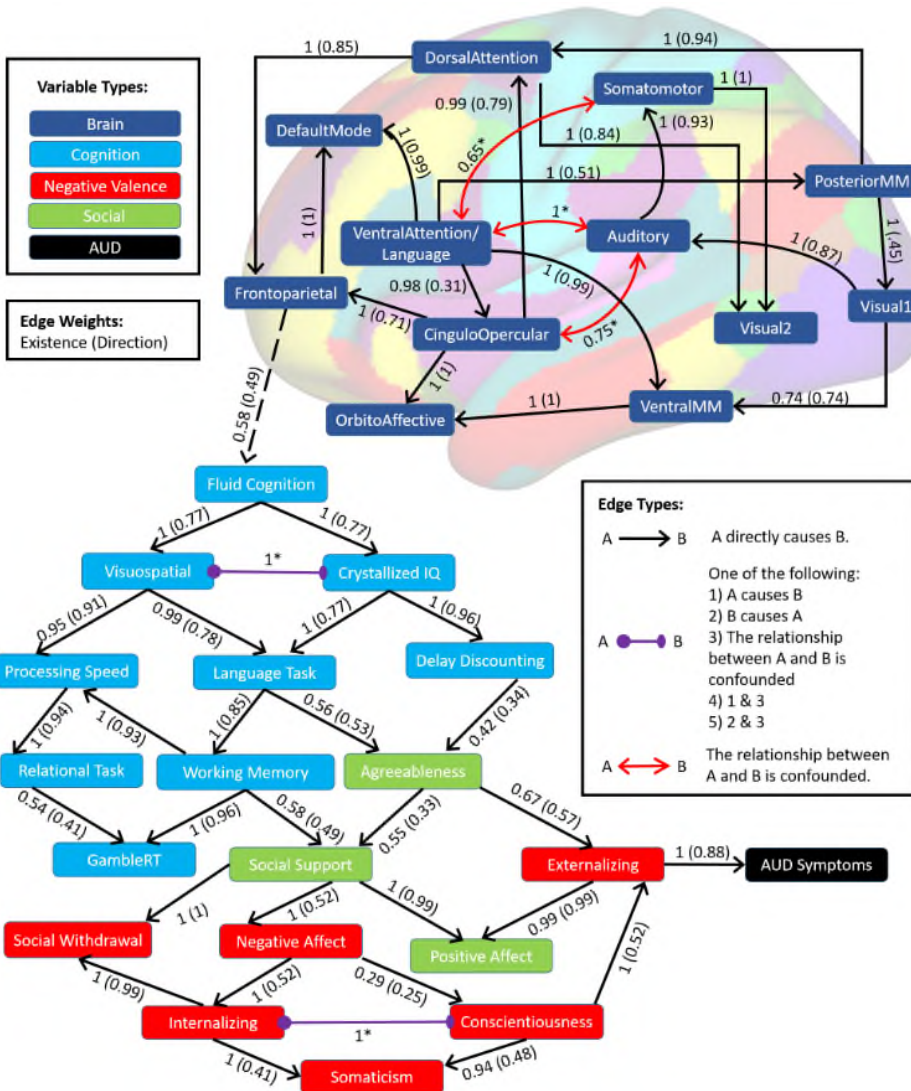 Variable Types:
Brain
Cognition
Negative Valence
Social
AUD
Edge Weights:
Existence (Direction)
1 (0.85)
DorsalAttention
1 (0.94)
0.99 (0.79)
Somatomotor
1 (1)
DefaultMode
1 (0.99)
0.65*
1 (0.84)
1 (0.93)
1 (0.51)
PosteriorMM
1 (1)
VentralAttention/
Language
1*
Auditory
1 (0.87)
1 (.45)
Frontoparietal
0.98 (0.31)
1 (0.99)
Visual1
1 (0.71)
CinguloOpercular
0.75*
Visual2
1 (1)
OrbitoAffective
1 (1)
VentralMM
0.74 (0.74)
0.58 (0.49)
Fluid Cognition
1 (0.77)
1 (0.77)
Visuospatial
1*
Crystallized IQ
0.95 (0.91)
0.99 (0.78)
1 (0.77)
1 (0.96)
Processing Speed
Language Task
Delay Discounting
1 (0.94)
1 (0.93)
1 (0.85)
0.56 (0.53)
0.42 (0.34)
Relational Task
Working Memory
Agreeableness
0.54 (0.41)
1 (0.96)
0.58 (0.49)
0.55 (0.33)
0.67 (0.57)
GambleRT
Social Support
Externalizing
1 (0.88)
AUD Symptoms
1 (1)
1 (0.52)
1 (0.99)
0.99 (0.99)
Social Withdrawal
Negative Affect
Positive Affect
1 (0.52)
1 (0.99)
1 (0.52)
0.29 (0.25)
Internalizing
1*
Conscientiousness
1 (0.41)
Somaticism
0.94 (0.48)
Edge Types:
A B A directly causes B.
One of the following:
1) A causes B
2) B causes A
3) The relationship
A B between A and B is
confounded
4) 1 & 3
5) 2 & 3
The relationship between
A B A and B is confounded.